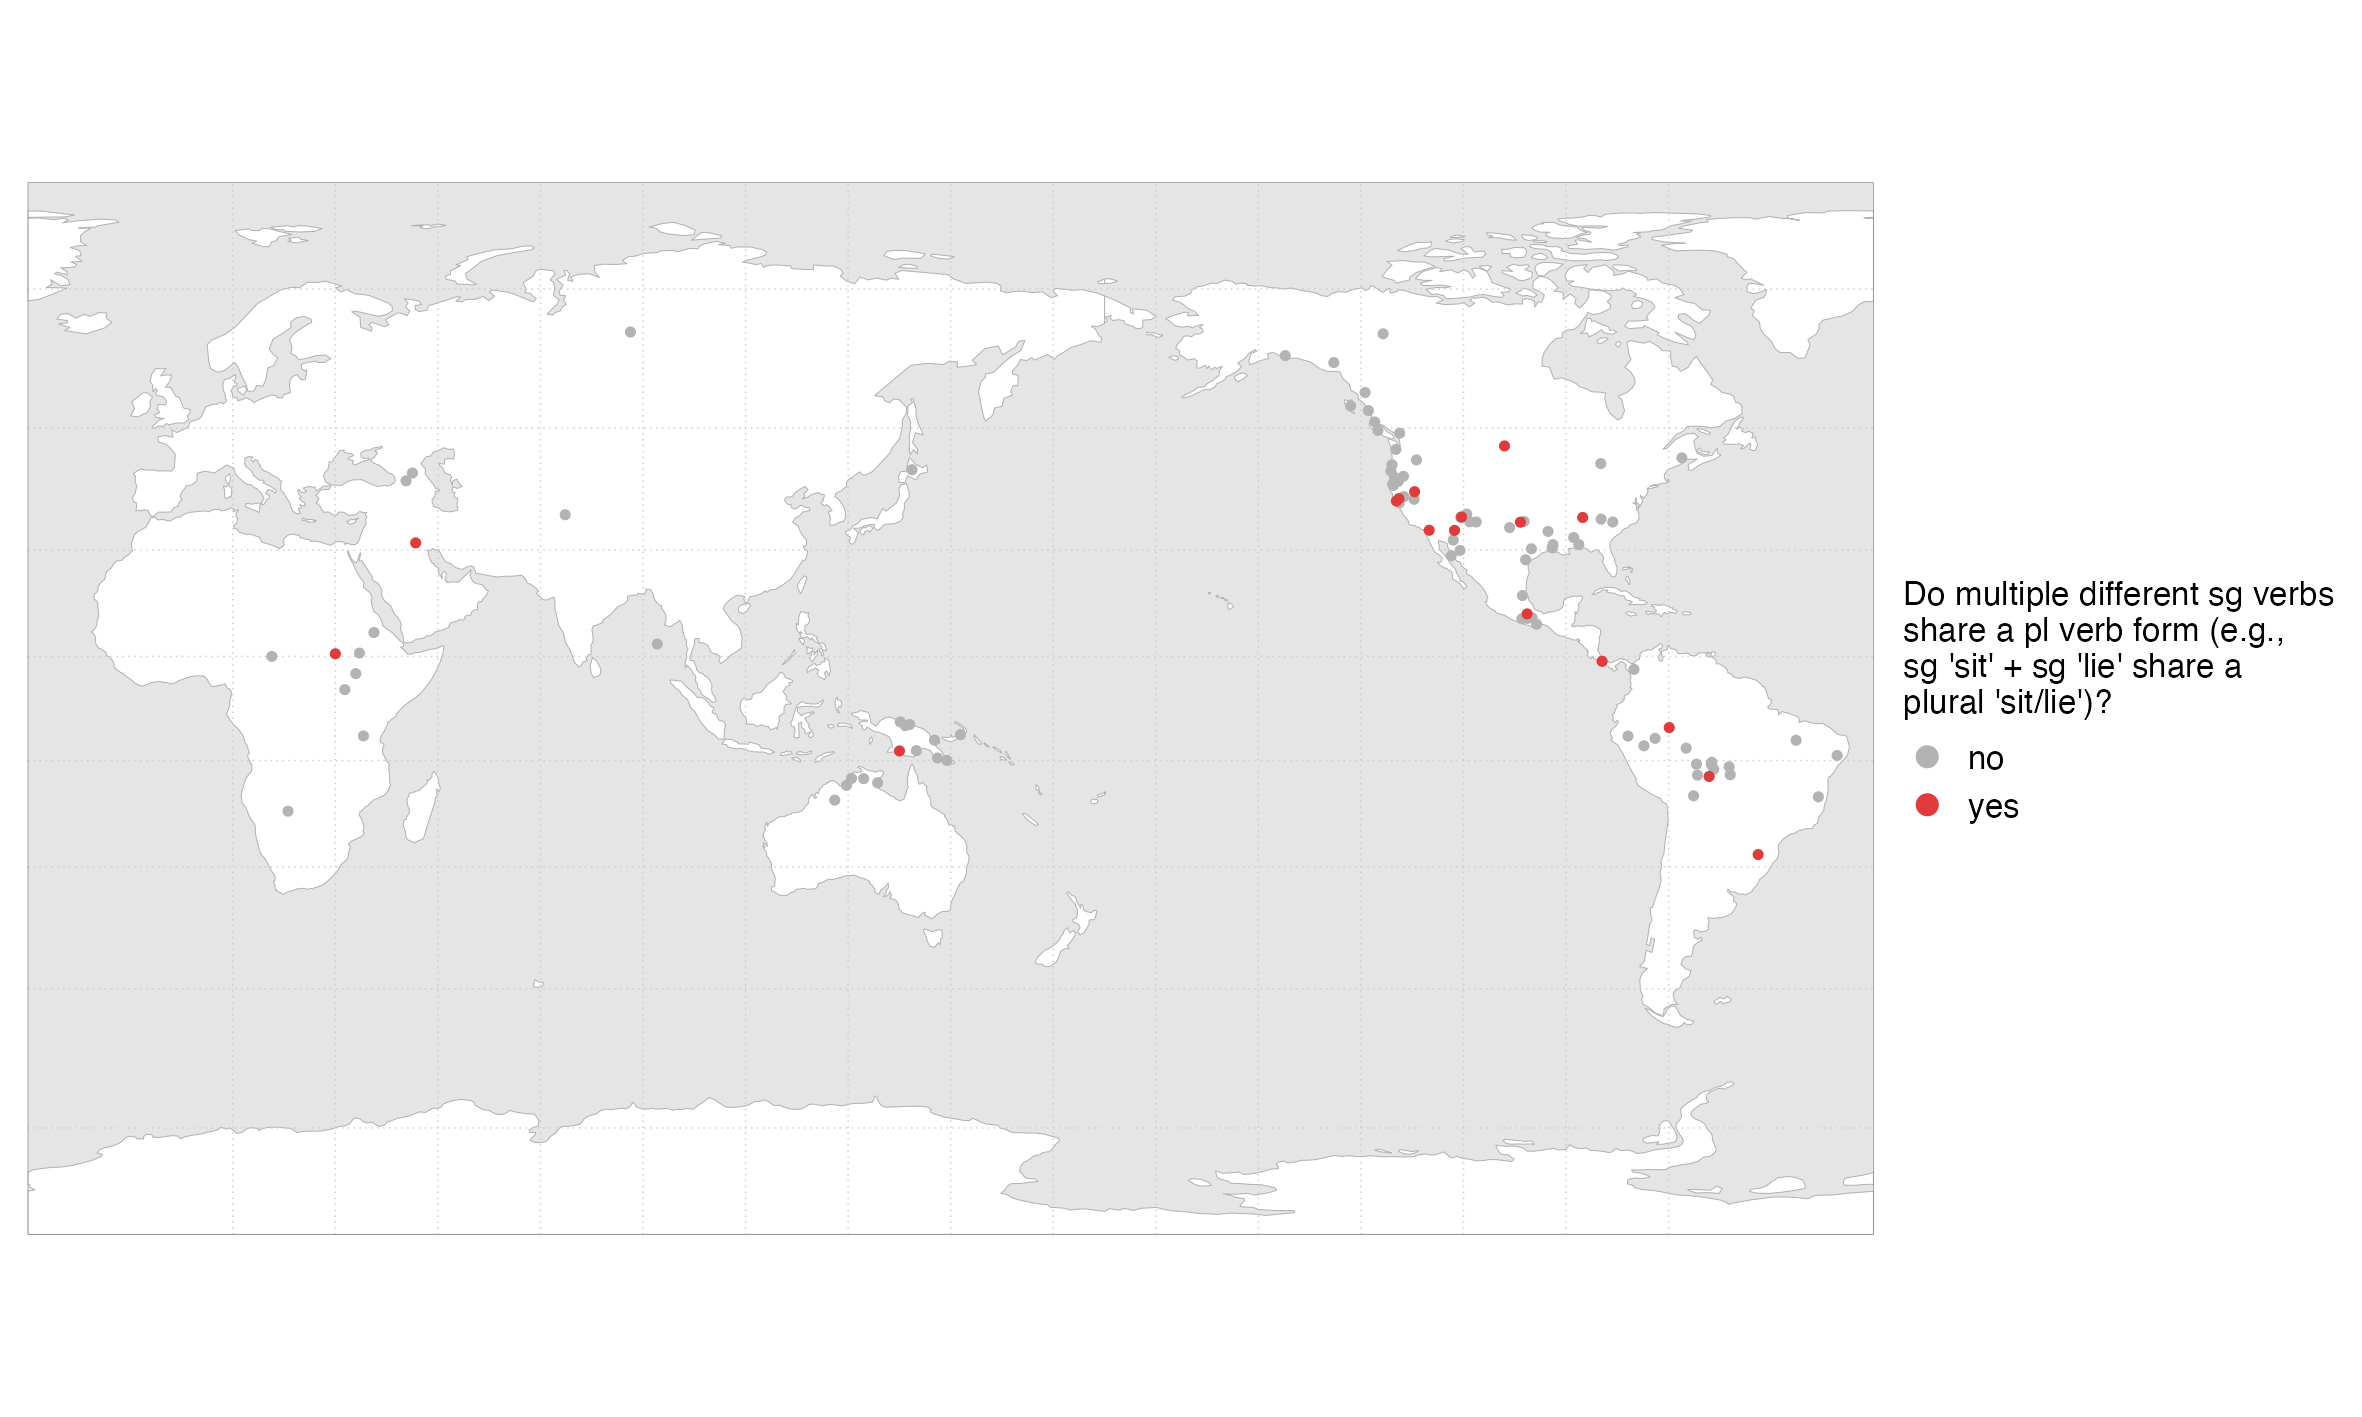 Do multiple different sg verbs
share a pl verb form (e.g.,
sg 'sit' + sg 'lie' share a
plural 'sit/lie')?
no
yes